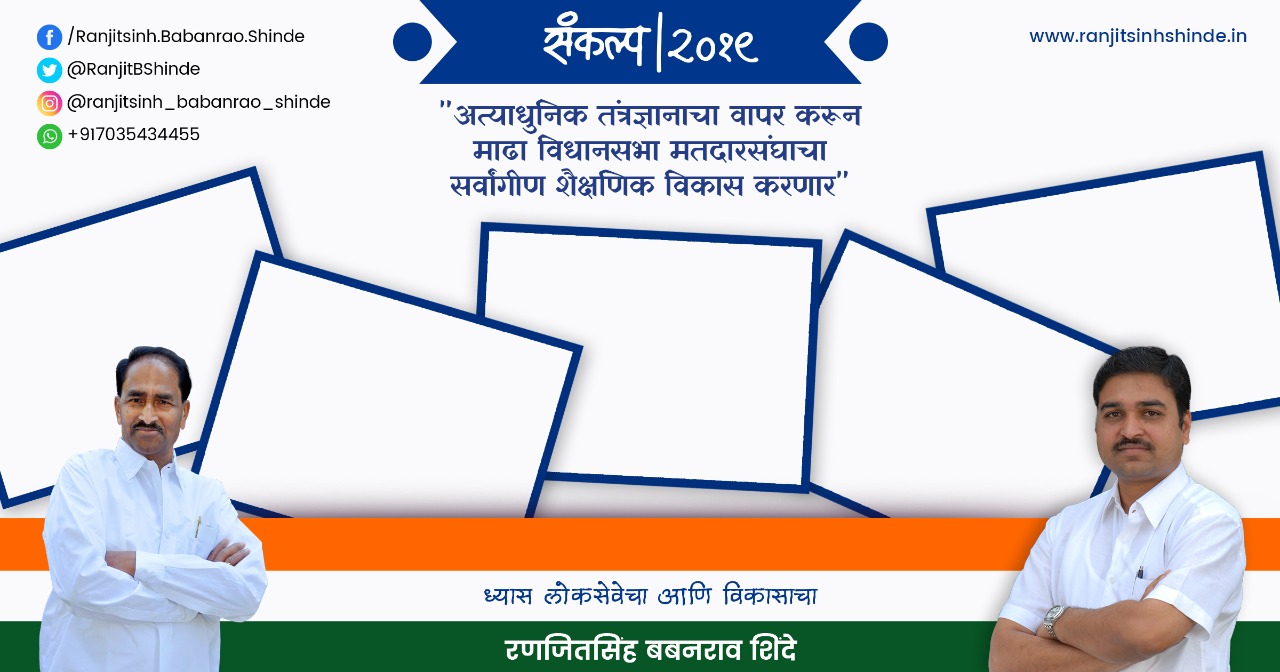 /Ranjitsinh.Babanrao.Shinde
@RanjitBShinde
@ranjitsinh_babanrao_shinde
+917035434455
संकल्प|२०१९
www.ranjitsinhshinde.in
"अत्याधुनिक तंत्रज्ञानाचा वापर करून
माढा विधानसभा मतदारसंघाचा
सर्वांगीण शैक्षणिक विकास करणार"
ध्यास लोकसेवेचा आणि विकासाचा
रणजितसिंह बबनराव शिंदे